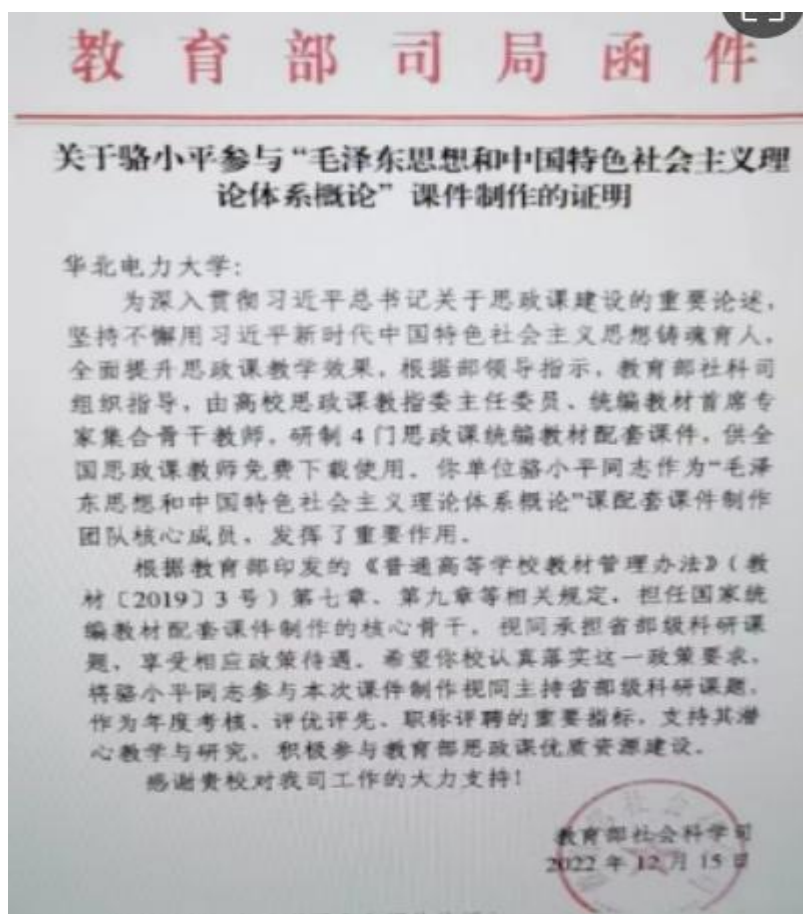 教育部司局函件
关于骆小平参与“毛泽东思想和中国特色社会主义理
论体系概论”课件制作的证明
华北电力大学：
为深入贯彻习近平总书记关于思政课建设的重要论述，
坚持不懈用习近平新时代中国特色社会主义思想铸魂育人，
全面提升思政课教学效果，根据部领导指示，教育部社科司
组织指导，由高校思政课教指委主任委员、统编教材首席专
家集合骨干教师，研制4门思政课统编教材配套课件，供全
国思政课教师免费下载使用。你单位骆小平同志作为“毛泽
东思想和中国特色社会主义理论体系概论”课配套课件制作
团队核心成员，发挥了重要作用。
根据教育部印发的《普通高等学校教材管理办法》（教
材〔2019〕3号）第七章、第九章等相关规定，担任国家统
编教材配套课件制作的核心骨干，视同承担省部级科研课
题，享受相应政策待遇。希望你校认真落实这一政策要求，
将骆小平同志参与本次课件制作视同主持省部级科研课题，
作为年度考核、评优评先、职称评聘的重要指标，支持其潜
心教学与研究，积极参与教育部思政课优质资源建设。
感谢贵校对我司工作的大力支持！
教育部社会科学司
2022年12月15日